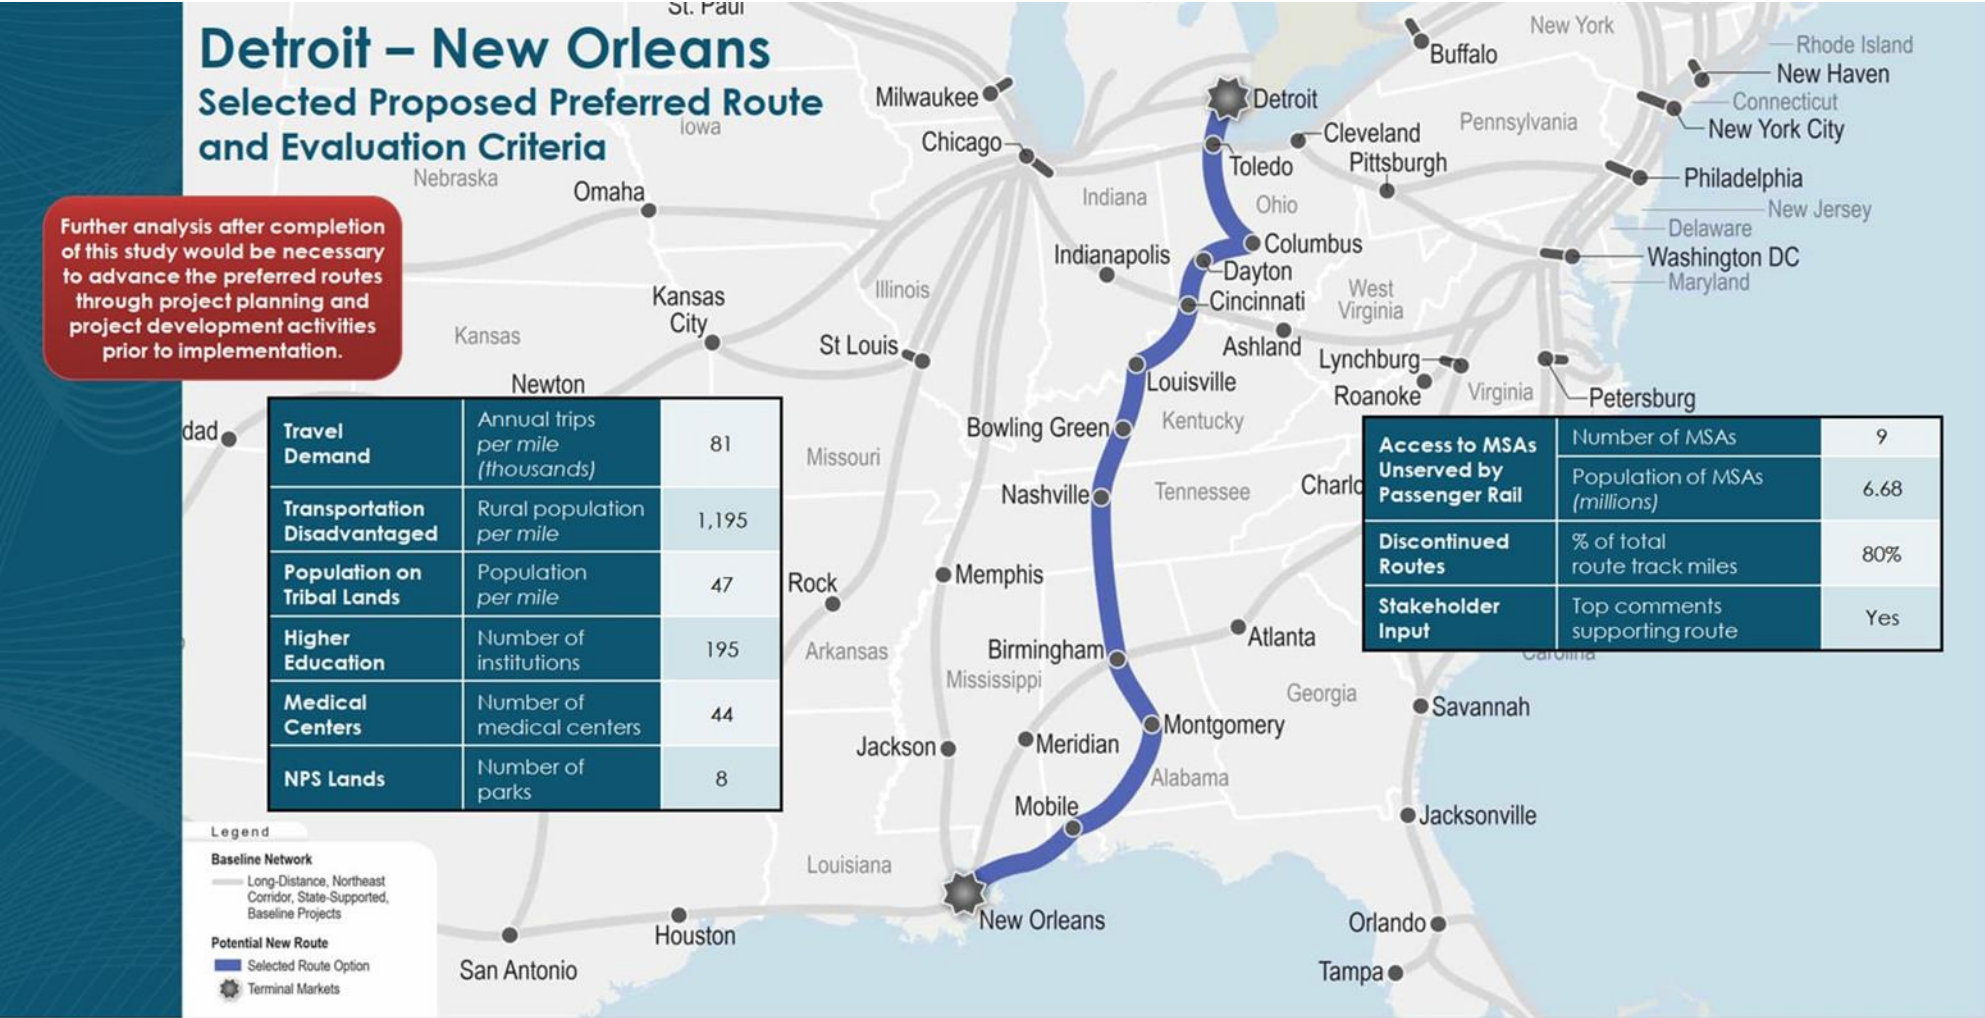 St. Paul
Detroit – New Orleans
Selected Proposed Preferred Route
and Evaluation Criteria
Iowa
Nebraska
Omaha
Milwaukee
Chicago
Detroit
Toledo
Cleveland
Pittsburgh
Buffalo
New York
Pennsylvania
Rhode Island
New Haven
Connecticut
New York City
Philadelphia
New Jersey
Delaware
Washington DC
Maryland
Indiana
Ohio
Indianapolis
Columbus
Dayton
Cincinnati
West
Virginia
Illinois
Kansas
City
Kansas
St Louis
Ashland
Lynchburg
Roanoke
Virginia
Petersburg
Newton
Louisville
Bowling Green
Kentucky
Missouri
Nashville
Tennessee
Charlo
dad
Memphis
Rock
Arkansas
Birmingham
Mississippi
Atlanta
Georgia
Carolina
Savannah
Montgomery
Jackson
Meridian
Alabama
Mobile
Jacksonville
Louisiana
New Orleans
Houston
San Antonio
Orlando
Tampa
Further analysis after completion
of this study would be necessary
to advance the preferred routes
through project planning and
project development activities
prior to implementation.
Travel
Demand
Annual trips
per mile
(thousands)
81
Transportation
Disadvantaged
Rural population
per mile
1,195
Population on
Tribal Lands
Population
per mile
47
Higher
Education
Number of
institutions
195
Medical
Centers
Number of
medical centers
44
NPS Lands
Number of
parks
8
Access to MSAs
Unserved by
Passenger Rail
Number of MSAs
9
Population of MSAs
(millions)
6.68
Discontinued
Routes
% of total
route track miles
80%
Stakeholder
Input
Top comments
supporting route
Yes
Legend
Baseline Network
Long-Distance, Northeast
Corridor, State-Supported,
Baseline Projects
Potential New Route
Selected Route Option
Terminal Markets